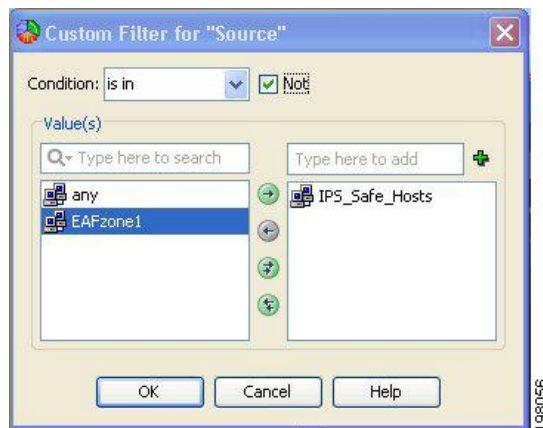 Custom Filter for "Source"
Condition: is in Not
Value(s)
Type here to search Type here to add
any IPS_Safe_Hosts
EAFzone1
OK Cancel Help
198056